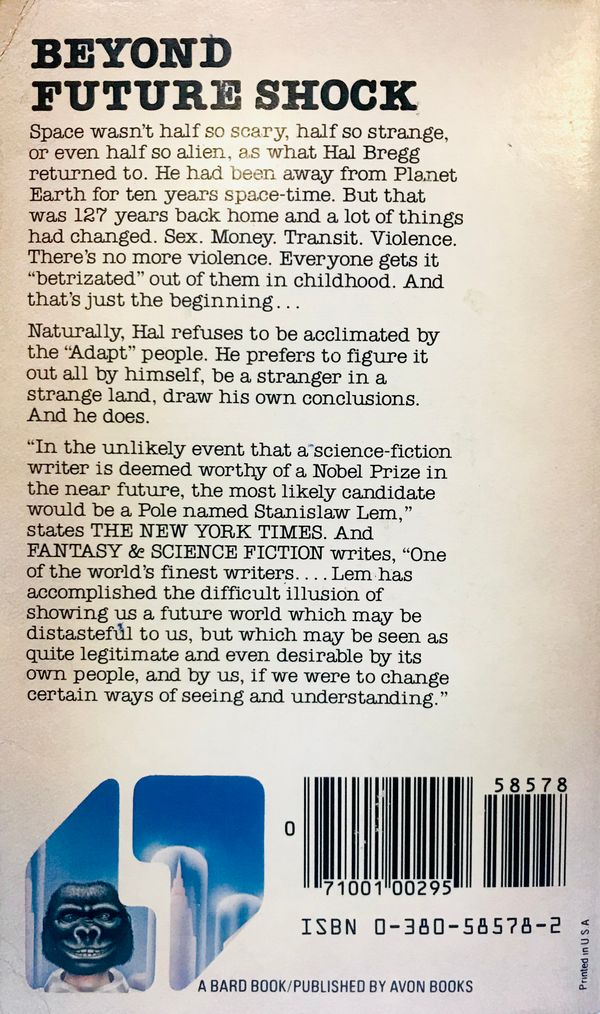 BEYOND
FUTURE SHOCK
Space wasn't half so scary, half so strange,
or even half so alien, as what Hal Bregg
returned to. He had been away from Planet
Earth for ten years space-time. But that
was 127 years back home and a lot of things
had changed. Sex. Money. Transit. Violence.
There's no more violence. Everyone gets it
“betrizated” out of them in childhood. And
that's just the beginning...
Naturally, Hal refuses to be acclimated by
the “Adapt” people. He prefers to figure it
out all by himself, be a stranger in a
strange land, draw his own conclusions.
And he does.
“In the unlikely event that a science-fiction
writer is deemed worthy of a Nobel Prize in
the near future, the most likely candidate
would be a Pole named Stanislaw Lem,”
states THE NEW YORK TIMES. And
FANTASY & SCIENCE FICTION writes, “One
of the world's finest writers.... Lem has
accomplished the difficult illusion of
showing us a future world which may be
distasteful to us, but which may be seen as
quite legitimate and even desirable by its
own people, and by us, if we were to change
certain ways of seeing and understanding.”
58578
0
71001 00295
ISBN 0-380-58578-2
A BARD BOOK/PUBLISHED BY AVON BOOKS
Printed in U S A